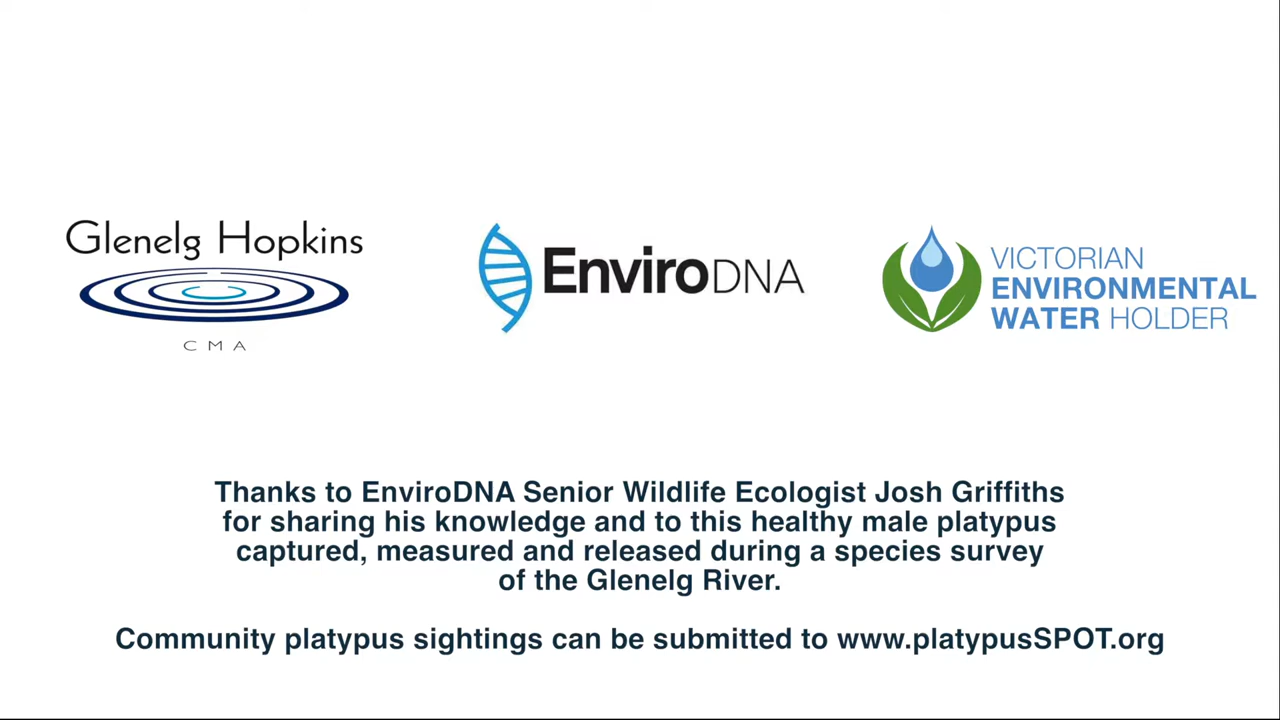 Glenelg Hopkins
CMA
EnviroDNA
VICTORIAN
ENVIRONMENTAL
WATER HOLDER
Thanks to EnviroDNA Senior Wildlife Ecologist Josh Griffiths
for sharing his knowledge and to this healthy male platypus
captured, measured and released during a species survey
of the Glenelg River.
Community platypus sightings can be submitted to www.platypusSPOT.org